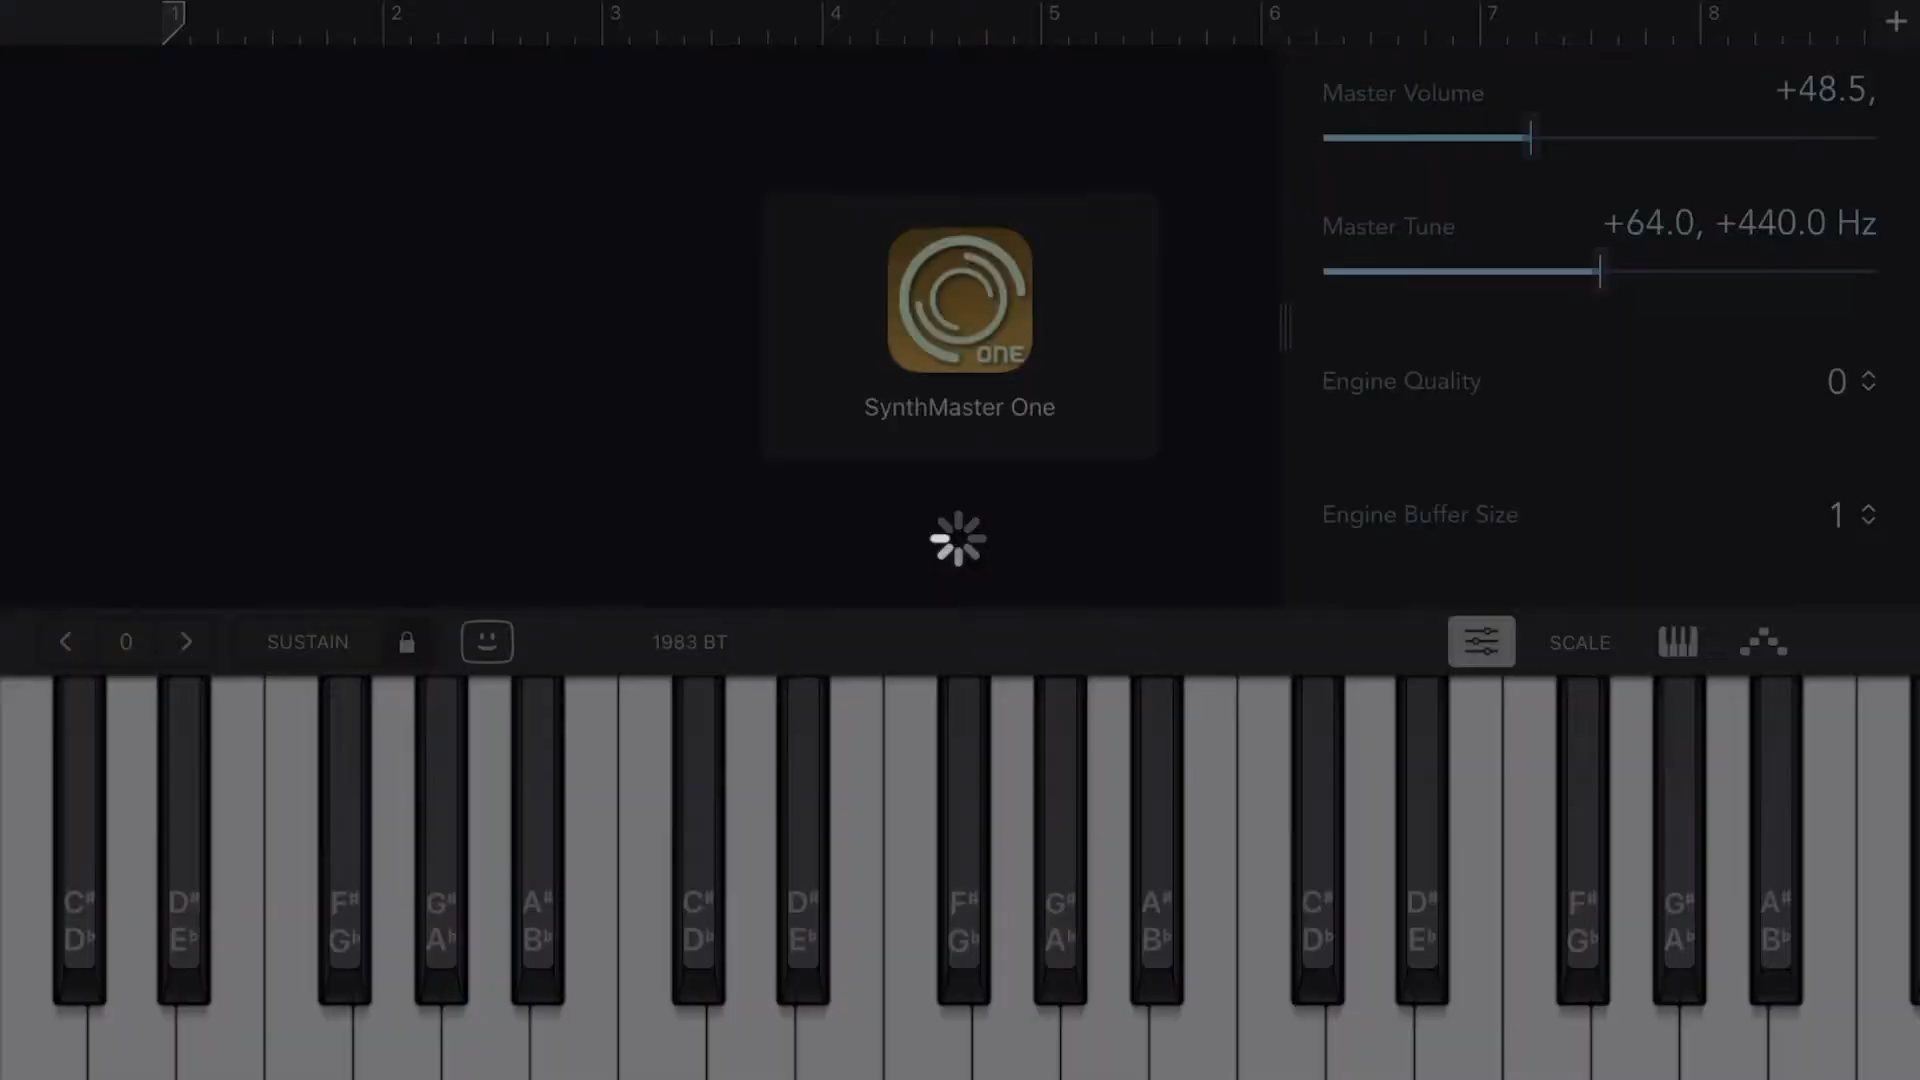 1 2 3 4 5 6 7 8
Master Volume +48.5,
Master Tune +64.0, +440.0 Hz
ONE
SynthMaster One
Engine Quality 0
Engine Buffer Size 1
0 SUSTAIN 1983 BT SCALE
C# D# F# G# A# C# D# F# G# A# C# D# F# G# A#
D♭ E♭ G♭ A♭ B♭ D♭ E♭ G♭ A♭ B♭ D♭ E♭ G♭ A♭ B♭